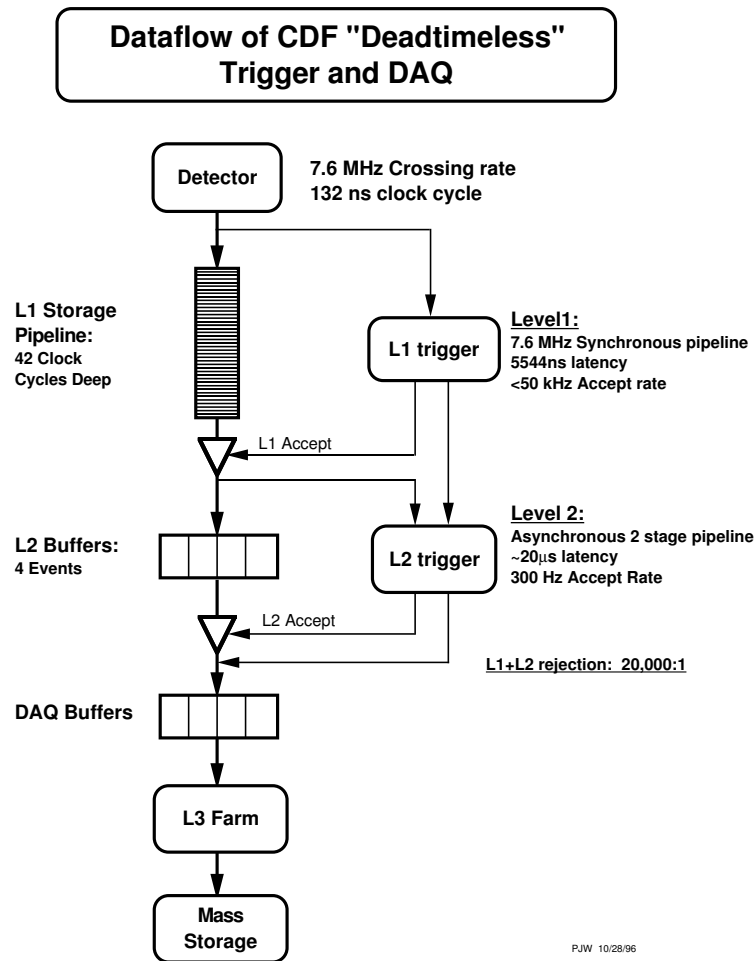 Dataflow of CDF "Deadtimeless"
Trigger and DAQ
Detector
7.6 MHz Crossing rate
132 ns clock cycle
L1 Storage
Pipeline:
42 Clock
Cycles Deep
L1 trigger
Level1:
7.6 MHz Synchronous pipeline
5544ns latency
<50 kHz Accept rate
L1 Accept
L2 Buffers:
4 Events
L2 trigger
Level 2:
Asynchronous 2 stage pipeline
~20μs latency
300 Hz Accept Rate
L2 Accept
L1+L2 rejection: 20,000:1
DAQ Buffers
L3 Farm
Mass
Storage
PJW 10/28/96